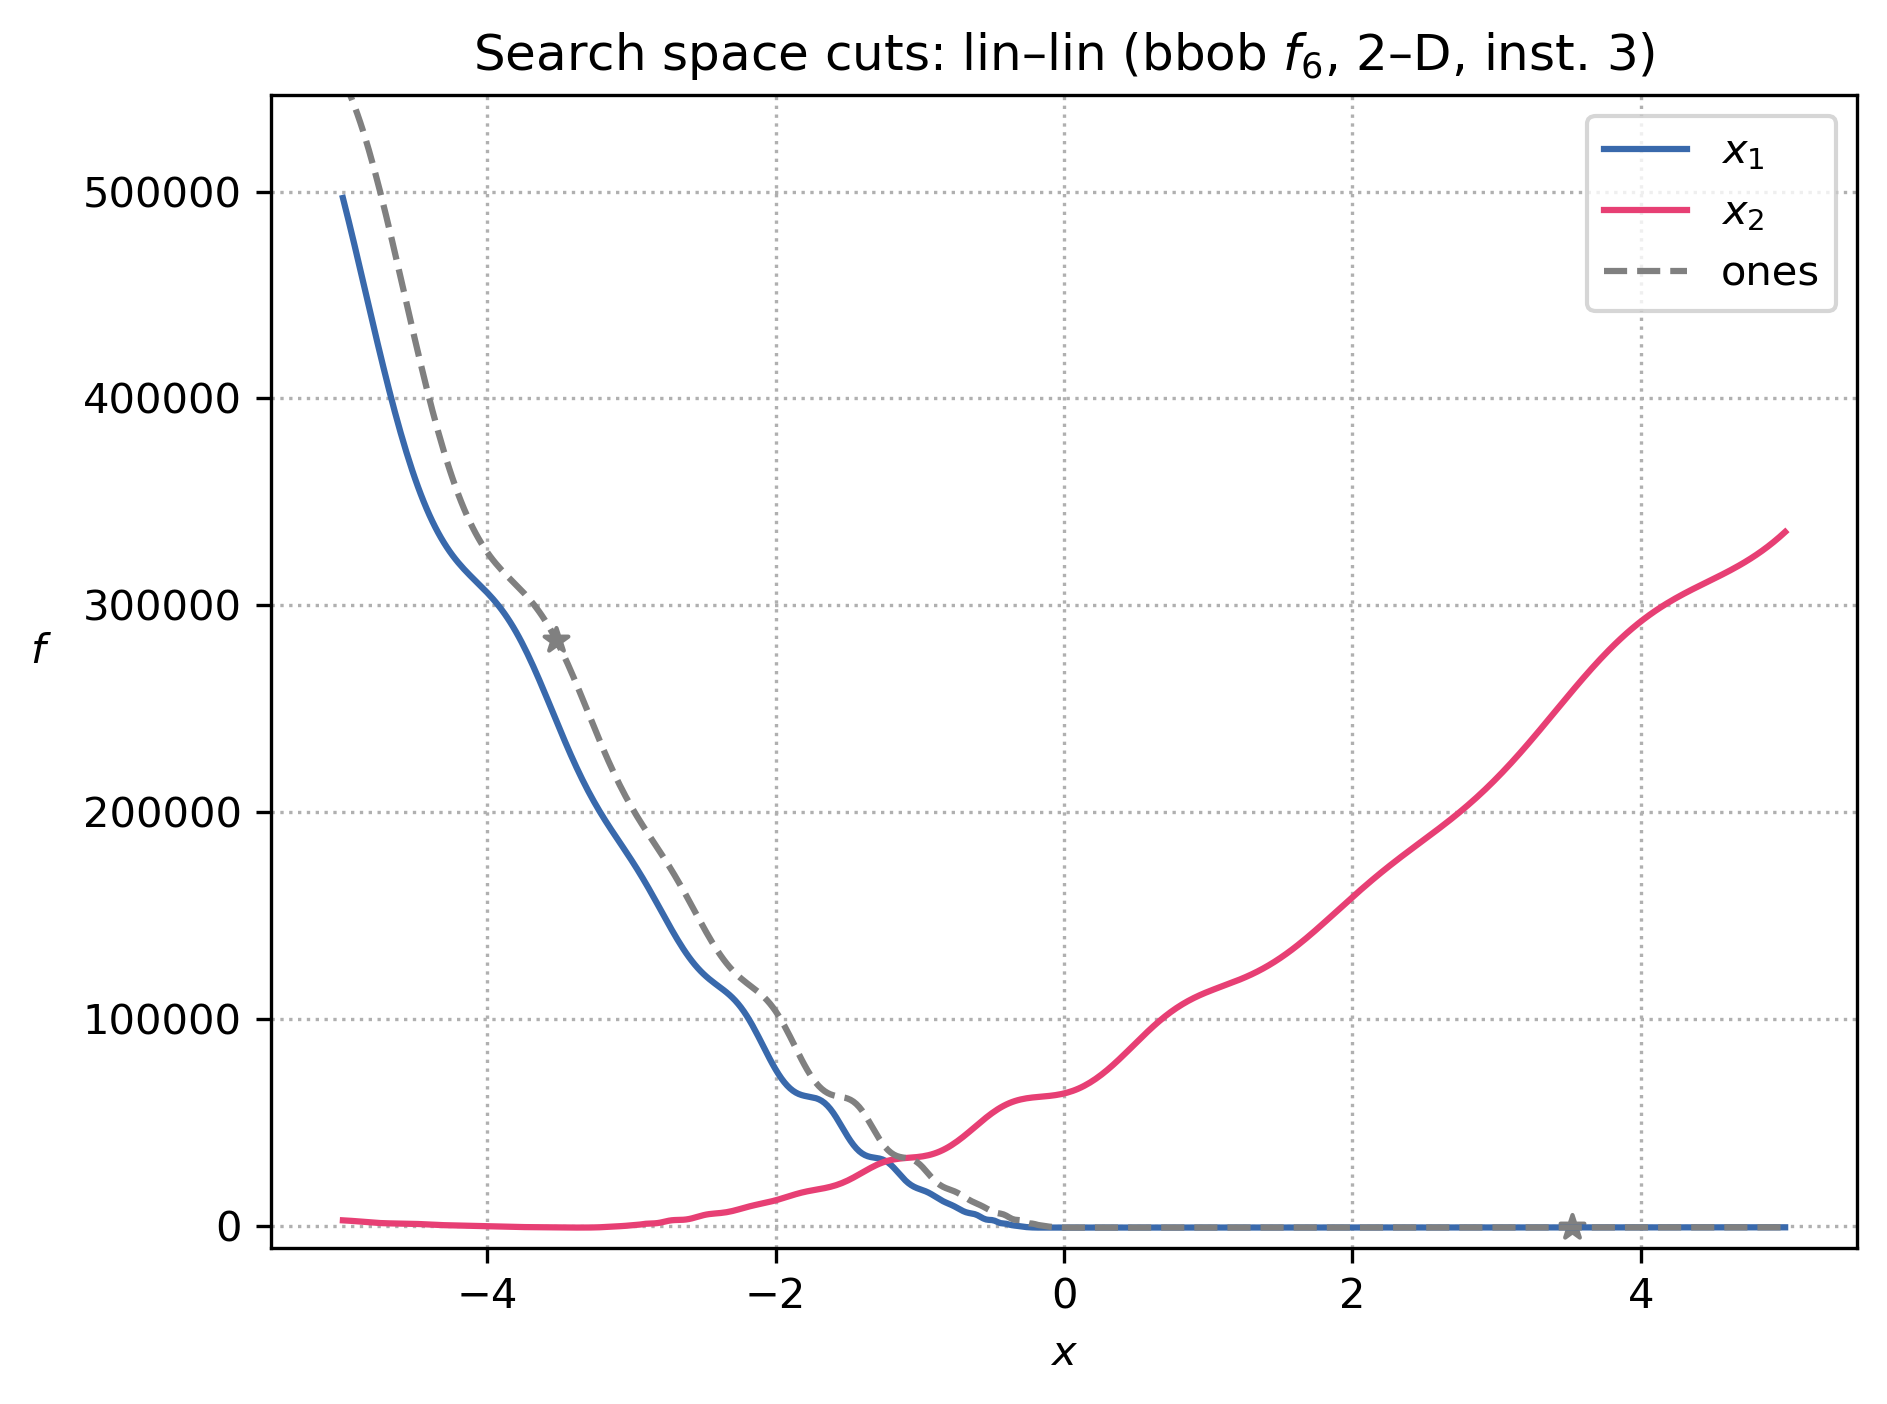 Search space cuts: lin–lin (bbob f₆, 2–D, inst. 3)
x₁
x₂
ones
500000
400000
300000
200000
100000
0
f
−4
−2
0
2
4
x